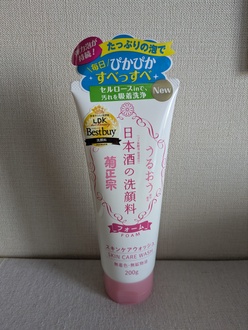 たっぷりの泡で
毎日ぴかぴか
すべっすべ
セルロースinで、
汚れを吸着洗浄
New
LDK
Bestbuy
うるおう
日本酒の洗顔料
菊正宗
フォーム
FOAM
スキンケアウォッシュ
SKIN CARE WASH
200g